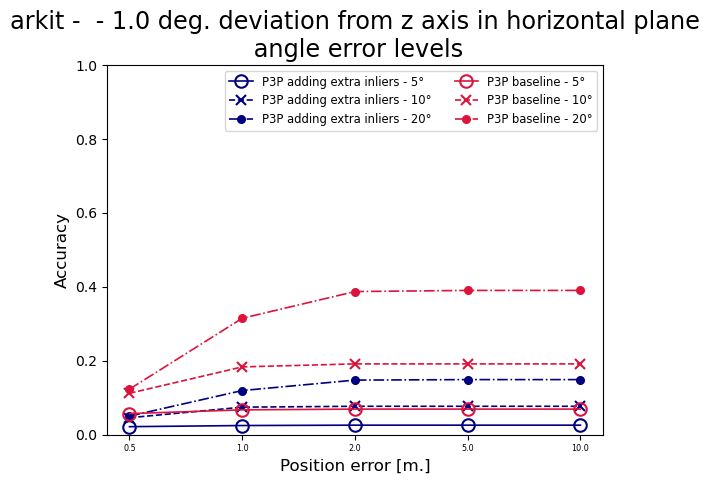 arkit -  - 1.0 deg. deviation from z axis in horizontal plane
angle error levels
P3P adding extra inliers - 5°
P3P adding extra inliers - 10°
P3P adding extra inliers - 20°
P3P baseline - 5°
P3P baseline - 10°
P3P baseline - 20°
1.0
0.8
0.6
0.4
0.2
0.0
Accuracy
0.5
1.0
2.0
5.0
10.0
Position error [m.]